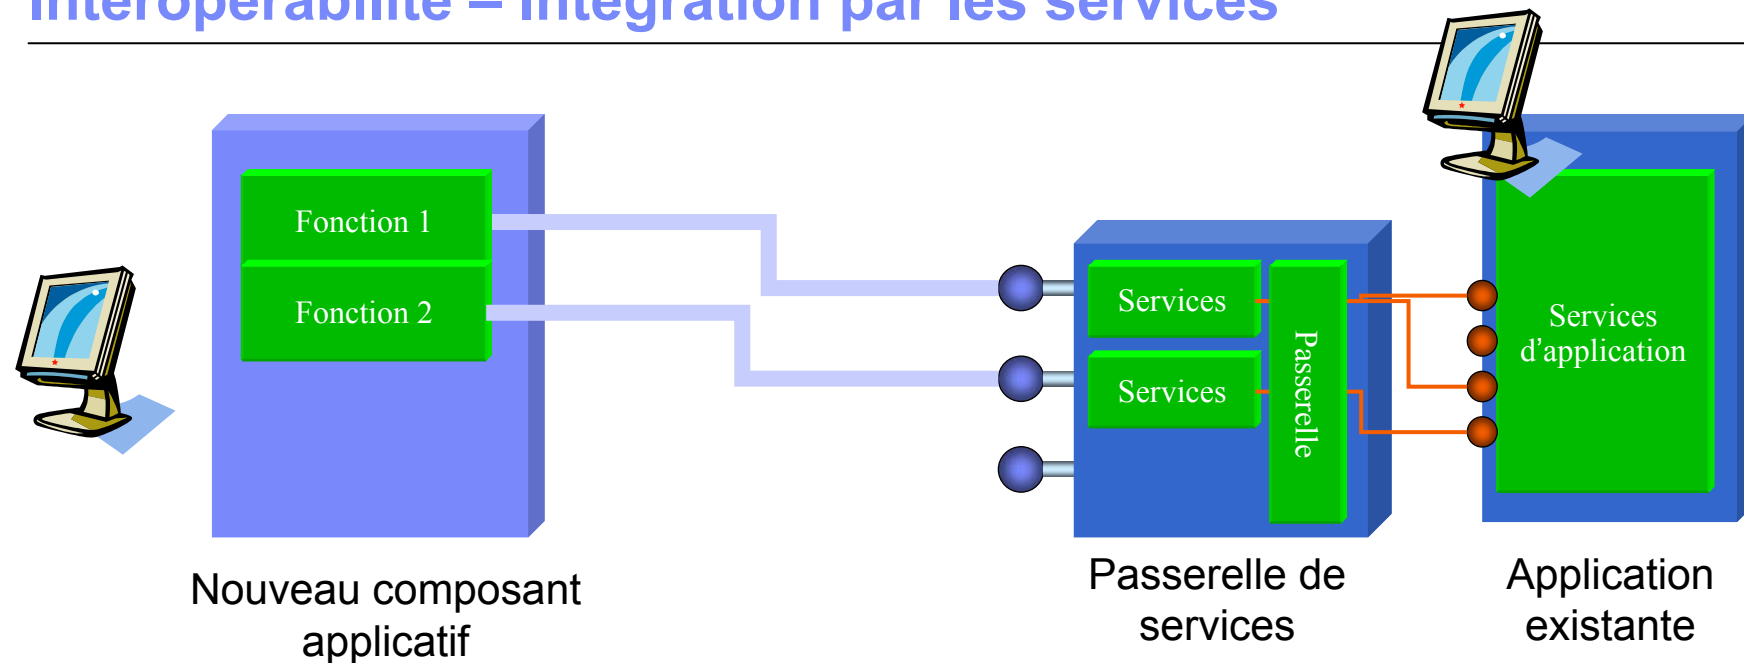 Interopérabilité – Intégration par les services
Fonction 1
Fonction 2
Services
Services
Passerelle
Services
d’application
Nouveau composant
applicatif
Passerelle de
services
Application
existante